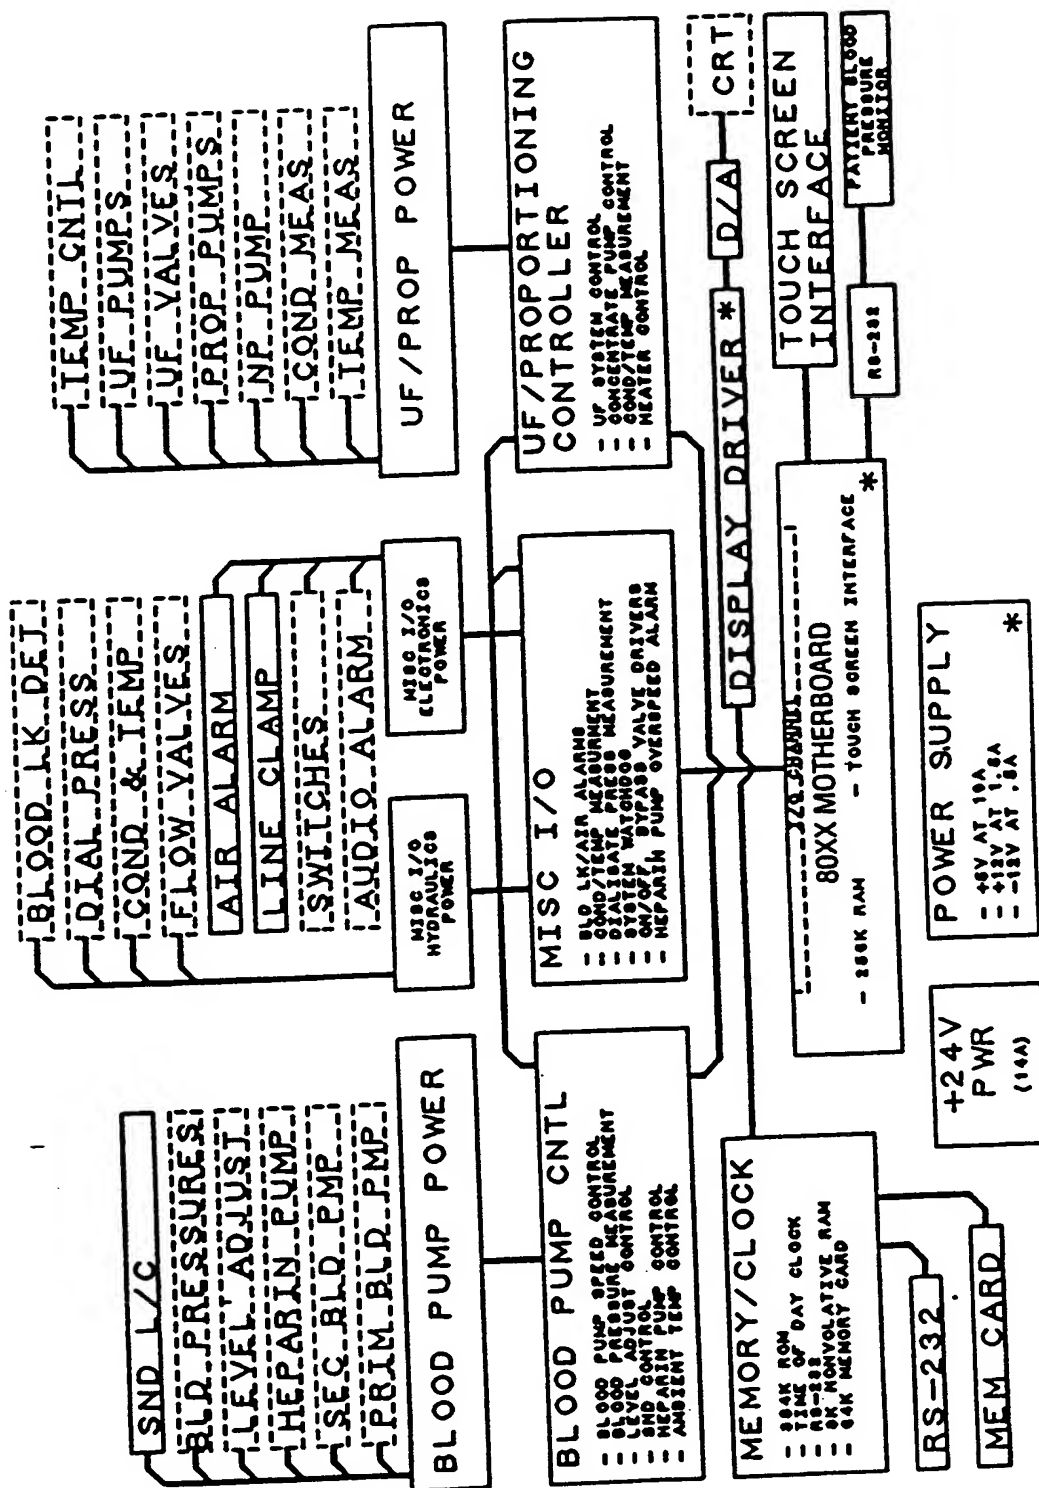 SND L/C
BLD PRESSURES
LEVEL ADJUST
HEPARIN PUMP
SEC BLD PMP
PRIM BLD PMP
BLOOD PUMP POWER
BLOOD LK DET
DIAL PRESS
COND & TEMP
FLOW VALVES
AIR ALARM
LINE CLAMP
SWITCHES
AUDIO ALARM
MISC I/O
HYDRAULICS
POWER
MISC I/O
ELECTRONICS
POWER
TEMP CNTL
UF PUMPS
UF VALVES
PROP PUMPS
NP PUMP
COND MEAS
TEMP MEAS
UF/PROP POWER
BLOOD PUMP CNTL
- BLOOD PUMP SPEED CONTROL
- BLOOD PRESSURE MEASUREMENT
- LEVEL ADJUST CONTROL
- SND CONTROL
- HEPARIN PUMP CONTROL
- AMBIENT TEMP CONTROL
MISC I/O
- BLD LK/AIR ALARMS
- COND/TEMP MEASURMENT
- DIALISATE PRESS MEASUREMENT
- SYSTEM WATCHDOG
- ON/OFF BYPASS VALVE DRIVERS
- HEPARIN PUMP OVERSPEED ALARM
UF/PROPORTIONING
CONTROLLER
- UF SYSTEM CONTROL
- CONCENTRATE PUMP CONTROL
- COND/TEMP MEASUREMENT
- HEATER CONTROL
MEMORY/CLOCK
- 384K ROM
- TIME OF DAY CLOCK
- RS-232
- 8K NONVOLATIVE RAM
- 64K MEMORY CARD
RS-232
MEM CARD
DISPLAY DRIVER *
D/A
CRT
I/O CHANNEL
80XX MOTHERBOARD
- 256K RAM - TOUCH SCREEN INTERFACE
*
TOUCH SCREEN
INTERFACE
RS-232
PATIENT BLOOD
PRESSURE
MONITOR
+24V
PWR
(14A)
POWER SUPPLY
- +5V AT 10A
- +12V AT 1.5A
- -12V AT .5A
*